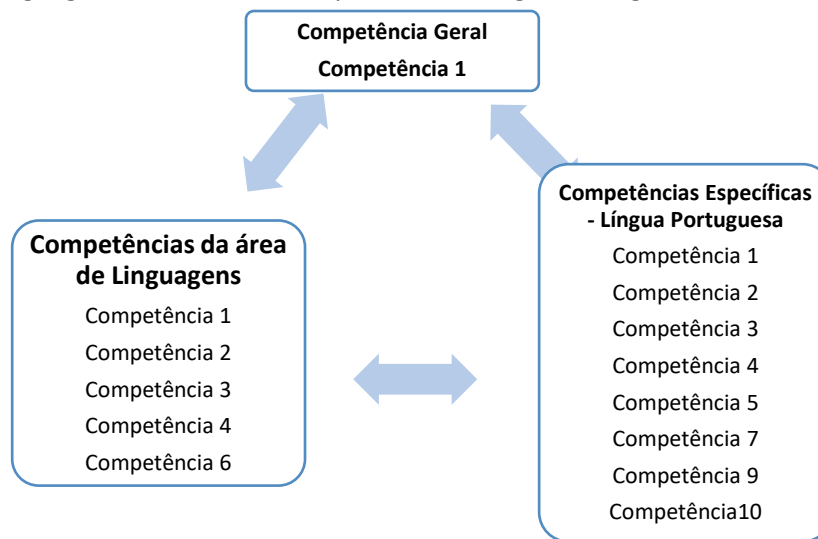 Competência Geral
Competência 1
Competências da área
de Linguagens
Competência 1
Competência 2
Competência 3
Competência 4
Competência 6
Competências Específicas
- Língua Portuguesa
Competência 1
Competência 2
Competência 3
Competência 4
Competência 5
Competência 7
Competência 9
Competência10